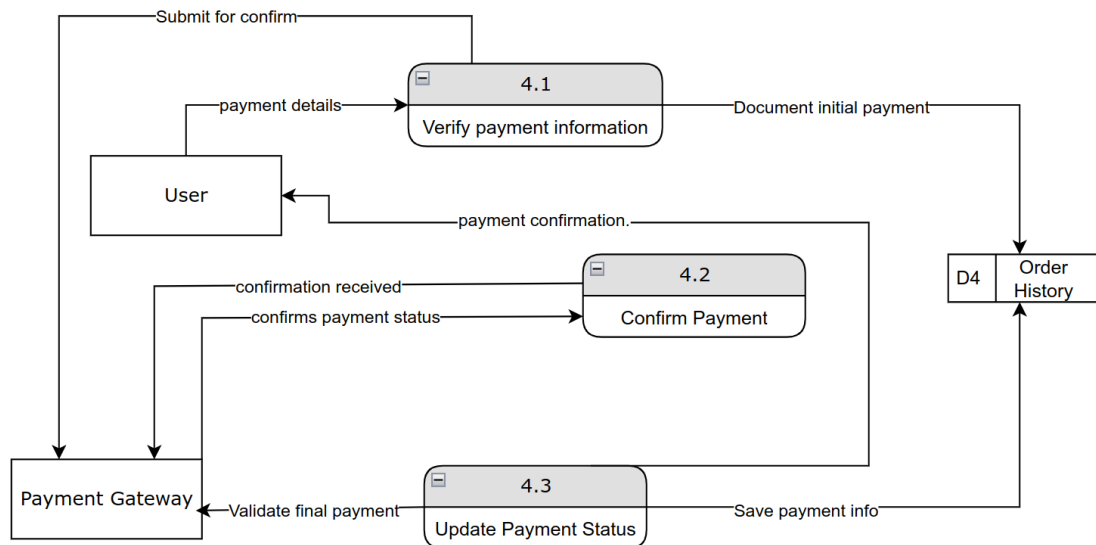 Submit for confirm
4.1
payment details
Document initial payment
Verify payment information
User
payment confirmation.
4.2
D4
Order
History
confirmation received
confirms payment status
Confirm Payment
4.3
Payment Gateway
Validate final payment
Save payment info
Update Payment Status